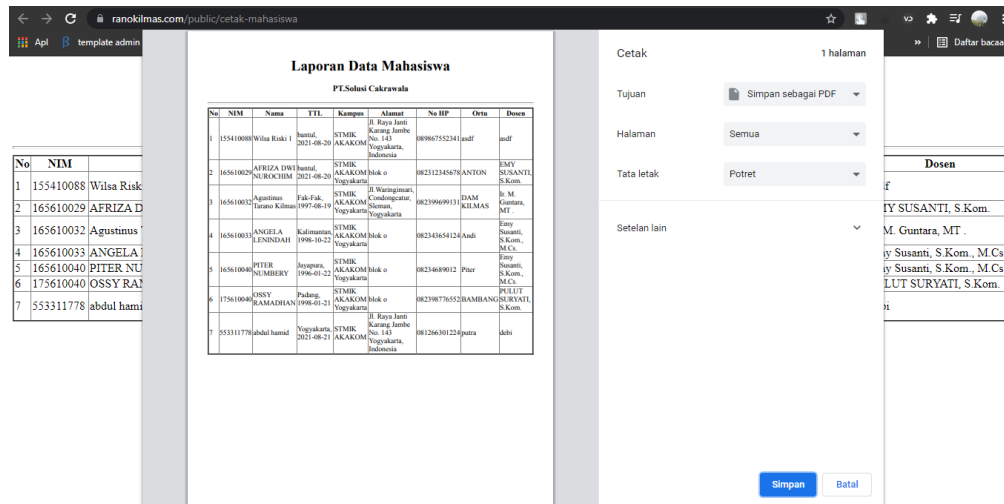 ranokilmas.com/public/cetak-mahasiswa
Apl template admin
» Daftar bacaa
Laporan Data Mahasiswa
PT.Solusi Cakrawala
No NIM Nama TTL Kampus Alamat No HP Ortu Dosen
1 155410088 Wilsa Riski 1 bantul, 2021-08-20 STMIK AKAKOM Jl. Raya Janti Karang Jambe No. 143 Yogyakarta, Indonesia 089867552341 asdf asdf
2 165610029 AFRIZA DWI NUROCHIM bantul, 2021-08-20 STMIK AKAKOM Yogyakarta blok o 082312345678 ANTON EMY SUSANTI, S.Kom.
3 165610032 Agustinus Tarano Kilmas Fak-Fak, 1997-08-19 STMIK AKAKOM Yogyakarta Jl.Waringinsari, Condongcatur, Sleman, Yogyakarta 082399699131 DAM KILMAS Ir. M. Guntara, MT .
4 165610033 ANGELA LENINDAH Kalimantan, 1998-10-22 STMIK AKAKOM Yogyakarta blok o 082343654124 Andi Emy Susanti, S.Kom., M.Cs.
5 165610040 PITER NUMBERY Jayapura, 1996-01-22 STMIK AKAKOM Yogyakarta blok o 08234689012 Piter Emy Susanti, S.Kom., M.Cs.
6 175610040 OSSY RAMADHAN Padang, 1998-01-21 STMIK AKAKOM Yogyakarta blok o 082398776552 BAMBANG PULUT SURYATI, S.Kom.
7 553311778 abdul hamid Yogyakarta, 2021-08-21 STMIK AKAKOM Jl. Raya Janti Karang Jambe No. 143 Yogyakarta, Indonesia 081266301224 putra debi
Cetak 1 halaman
Tujuan Simpan sebagai PDF
Halaman Semua
Tata letak Potret
Setelan lain
Simpan Batal
No NIM Dosen
1 155410088 Wilsa Risk
2 165610029 AFRIZA D MY SUSANTI, S.Kom.
3 165610032 Agustinus M. Guntara, MT .
4 165610033 ANGELA Susanti, S.Kom., M.Cs
5 165610040 PITER NU Susanti, S.Kom., M.Cs
6 175610040 OSSY RA LUT SURYATI, S.Kom.
7 553311778 abdul hami